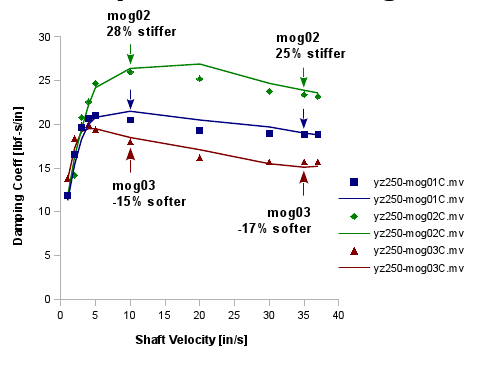 mog02
28% stiffer
mog02
25% stiffer
mog03
-15% softer
mog03
-17% softer
Damping Coeff [lbf-s/in]
30
25
20
15
10
5
0
0 5 10 15 20 25 30 35 40
Shaft Velocity [in/s]
yz250-mog01C.mv
yz250-mog01C.mv
yz250-mog02C.mv
yz250-mog02C.mv
yz250-mog03C.mv
yz250-mog03C.mv